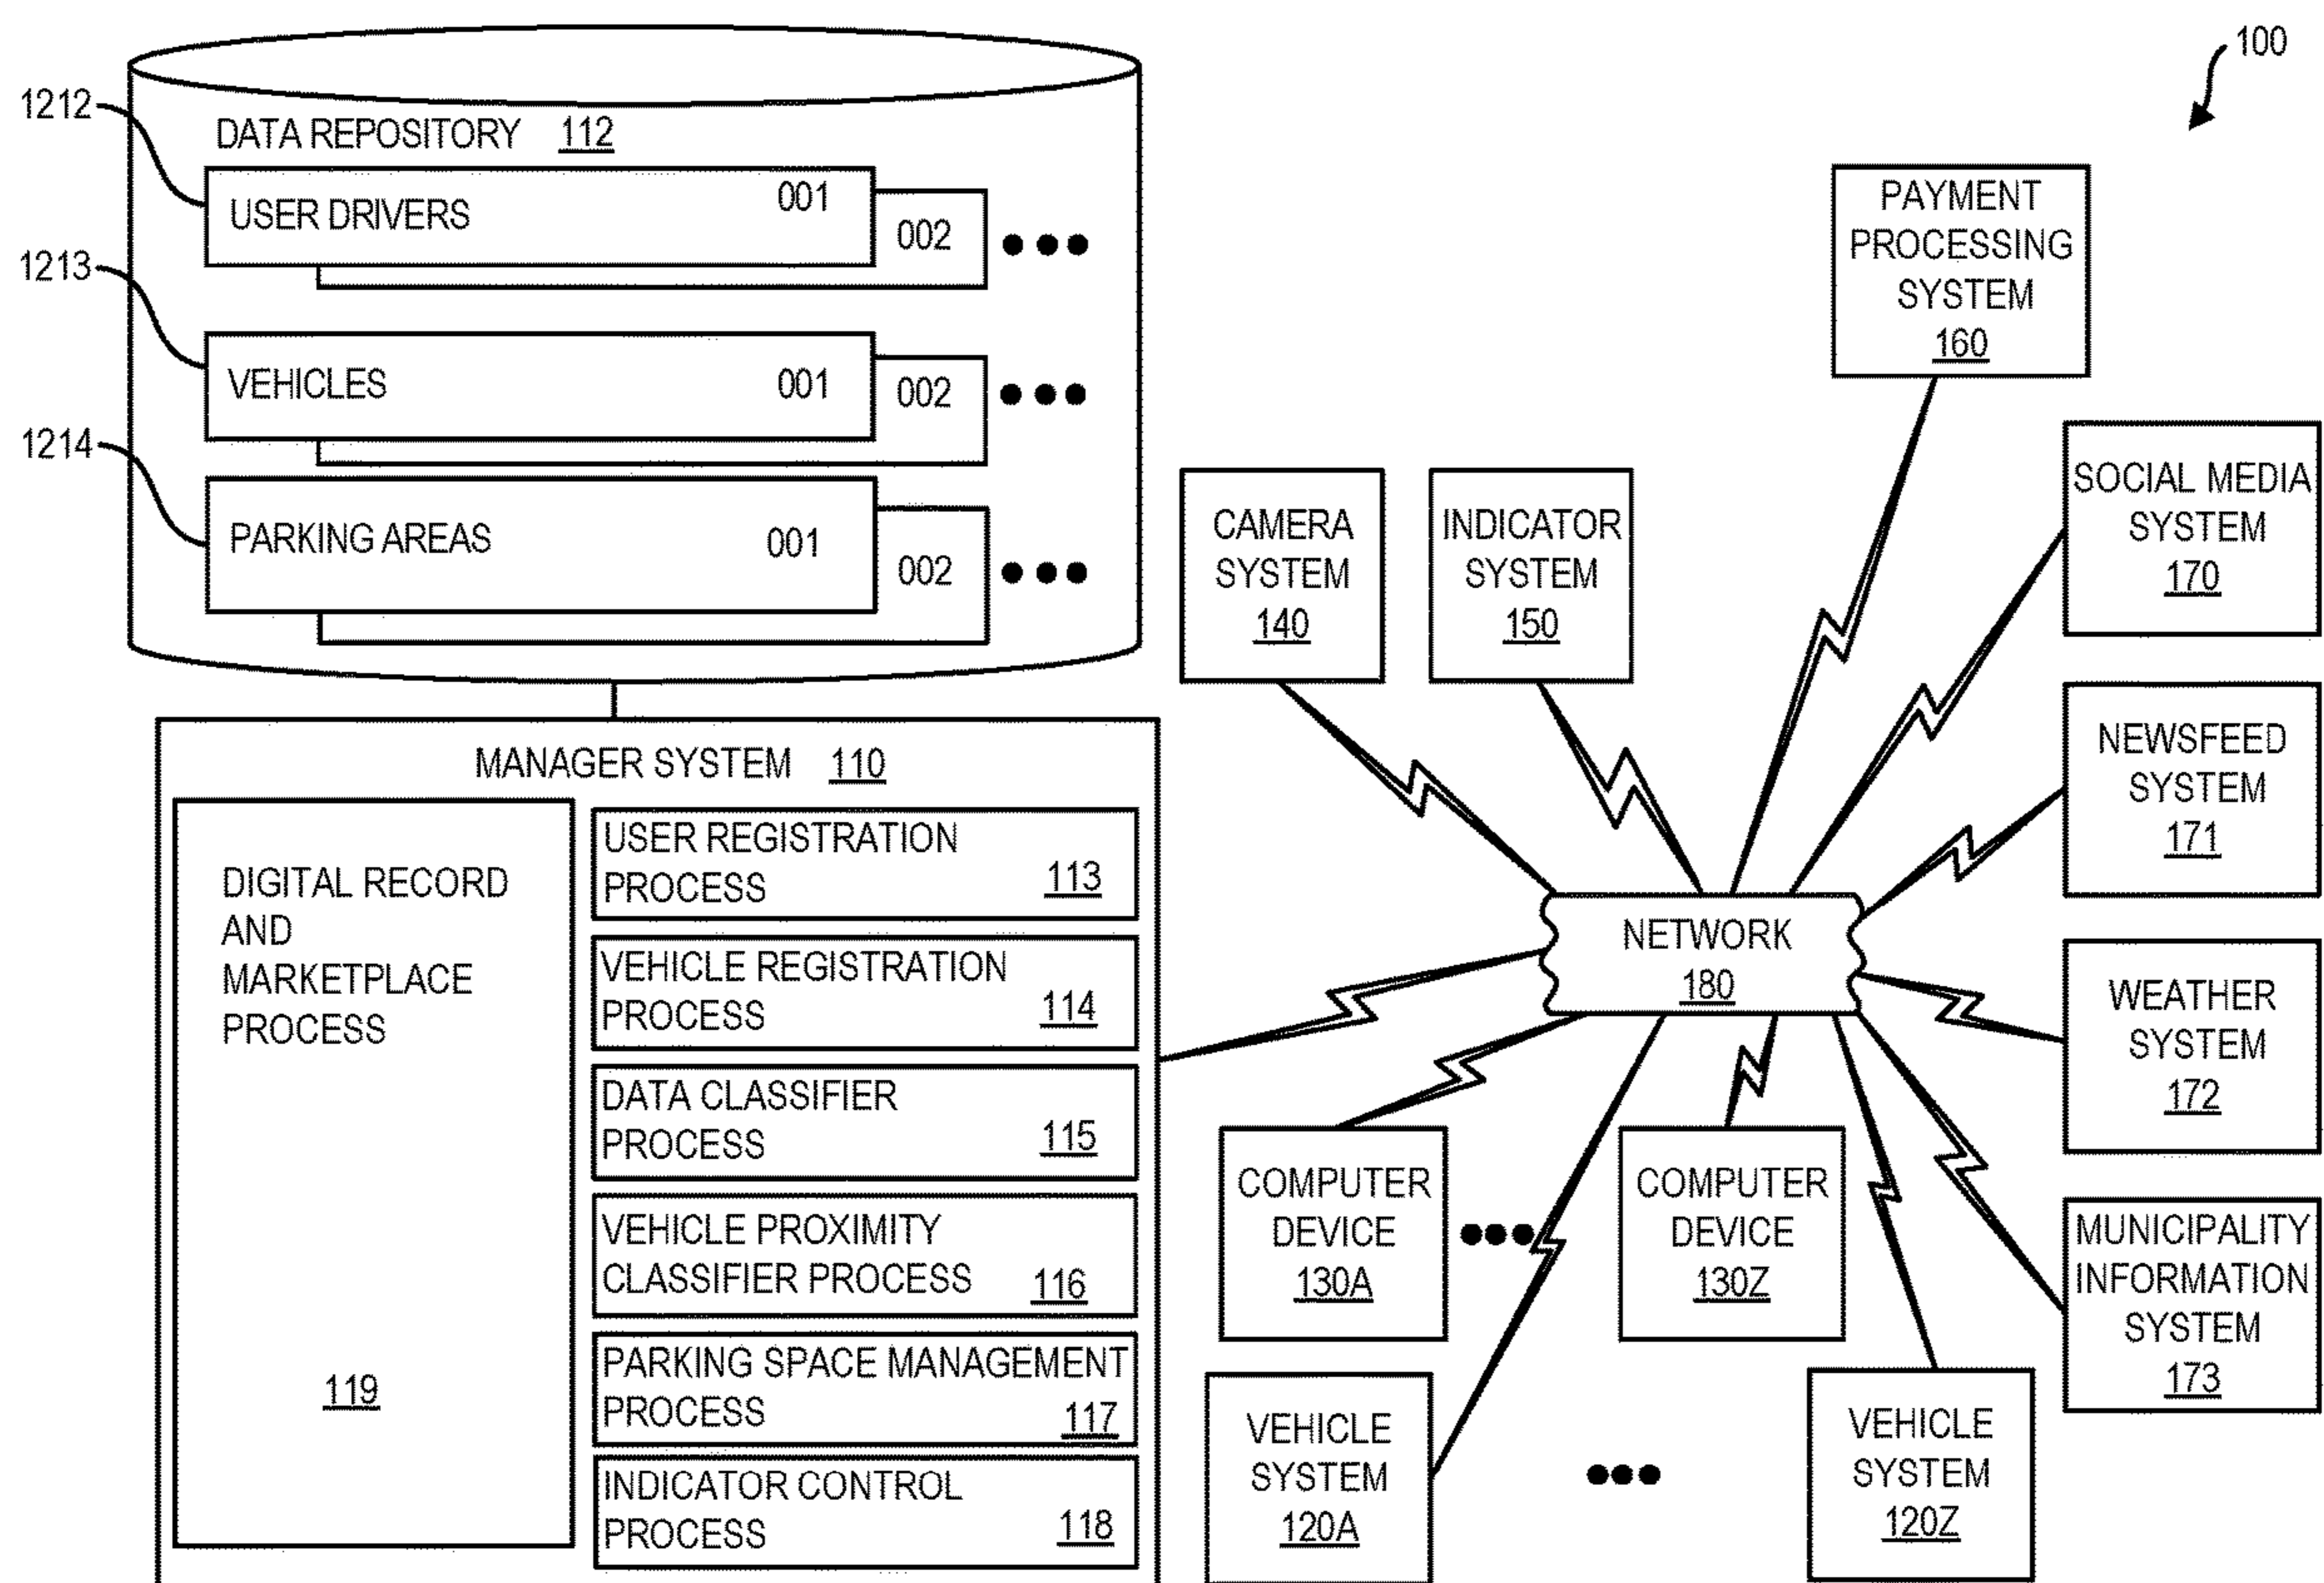 100
1212
DATA REPOSITORY 112
USER DRIVERS 001
002
1213
VEHICLES 001
002
1214
PARKING AREAS 001
002
MANAGER SYSTEM 110
DIGITAL RECORD
AND
MARKETPLACE
PROCESS
119
USER REGISTRATION
PROCESS 113
VEHICLE REGISTRATION
PROCESS 114
DATA CLASSIFIER
PROCESS 115
VEHICLE PROXIMITY
CLASSIFIER PROCESS 116
PARKING SPACE MANAGEMENT
PROCESS 117
INDICATOR CONTROL
PROCESS 118
CAMERA
SYSTEM
140
INDICATOR
SYSTEM
150
PAYMENT
PROCESSING
SYSTEM
160
SOCIAL MEDIA
SYSTEM
170
NEWSFEED
SYSTEM
171
WEATHER
SYSTEM
172
MUNICIPALITY
INFORMATION
SYSTEM
173
NETWORK
180
COMPUTER
DEVICE
130A
COMPUTER
DEVICE
130Z
VEHICLE
SYSTEM
120A
VEHICLE
SYSTEM
120Z